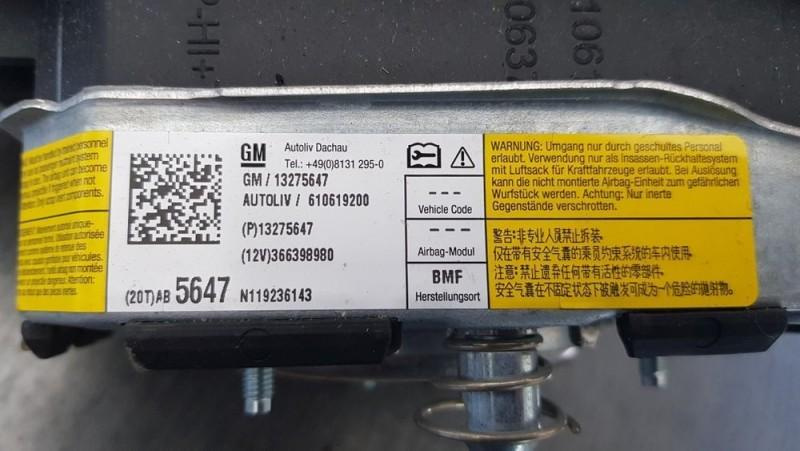 GM
Autoliv Dachau
Tel.: +49(0)8131 295-0
GM / 13275647
AUTOLIV / 610619200
(P)13275647
(12V)366398980
(20T)AB 5647 N119236143
---
Vehicle Code
---
Airbag-Modul
BMF
Herstellungsort
WARNUNG: Umgang nur durch geschultes Personal
erlaubt. Verwendung nur als Insassen-Rückhaltesystem
mit Luftsack für Kraftfahrzeuge erlaubt. Bei Auslösung
kann die nicht montierte Airbag-Einheit zum gefährlichen
Wurfstück werden. Achtung: Nur inerte
Gegenstände verschrotten.
警告:非专业人员禁止拆装.
仅在带有安全气囊的乘员约束系统的车内使用.
注意:禁止遗弃任何带有活性的零部件.
安全气囊在不固定状态下被触发可成为一个危险的抛射物.